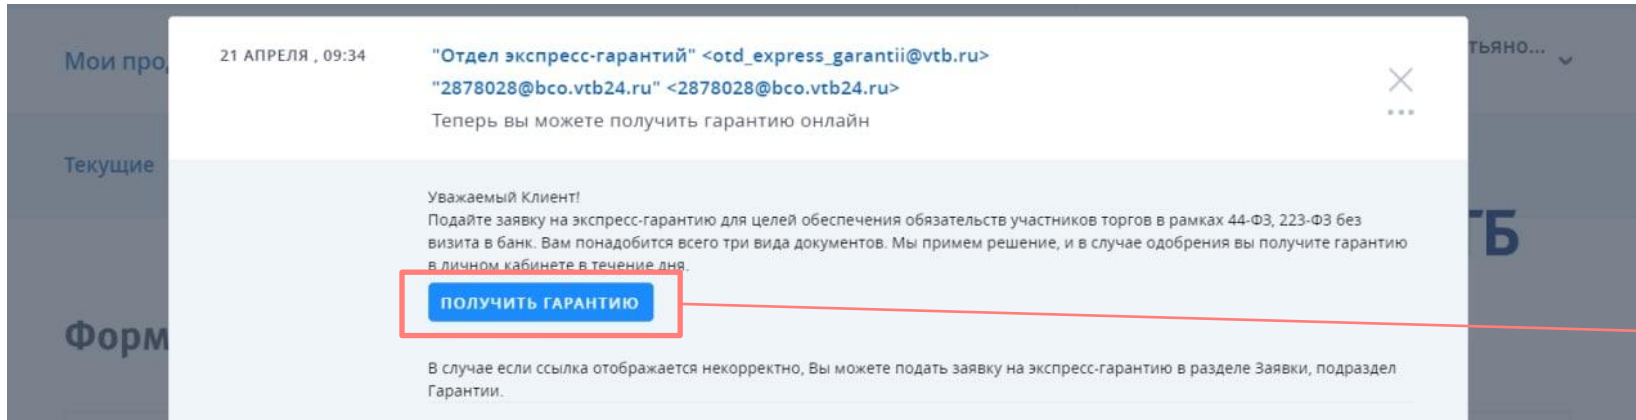 Мои про
21 АПРЕЛЯ , 09:34
"Отдел экспресс-гарантий" <otd_express_garantii@vtb.ru>
"2878028@bco.vtb24.ru" <2878028@bco.vtb24.ru>
Теперь вы можете получить гарантию онлайн
тьяно...
Текущие
Уважаемый Клиент!
Подайте заявку на экспресс-гарантию для целей обеспечения обязательств участников торгов в рамках 44-ФЗ, 223-ФЗ без
визита в банк. Вам понадобится всего три вида документов. Мы примем решение, и в случае одобрения вы получите гарантию
в личном кабинете в течение дня.
ТБ
ПОЛУЧИТЬ ГАРАНТИЮ
Форм
В случае если ссылка отображается некорректно, Вы можете подать заявку на экспресс-гарантию в разделе Заявки, подраздел
Гарантии.